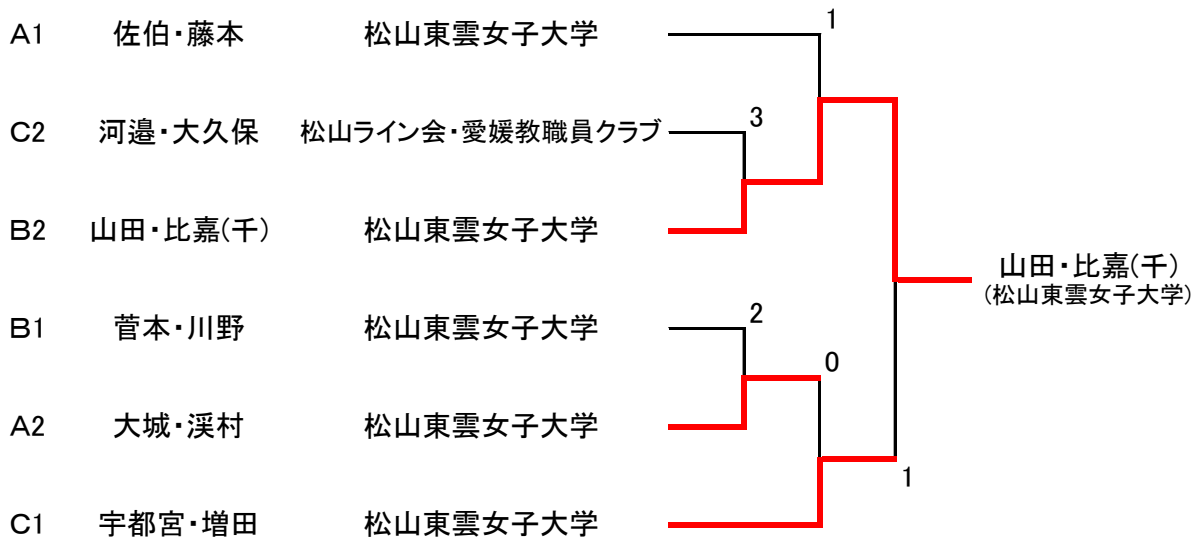 A1 佐伯・藤本 松山東雲女子大学 1
C2 河邉・大久保 松山ライン会・愛媛教職員クラブ 3
B2 山田・比嘉(千) 松山東雲女子大学
山田・比嘉(千)
(松山東雲女子大学)
B1 菅本・川野 松山東雲女子大学 2
0
A2 大城・渓村 松山東雲女子大学
1
C1 宇都宮・増田 松山東雲女子大学